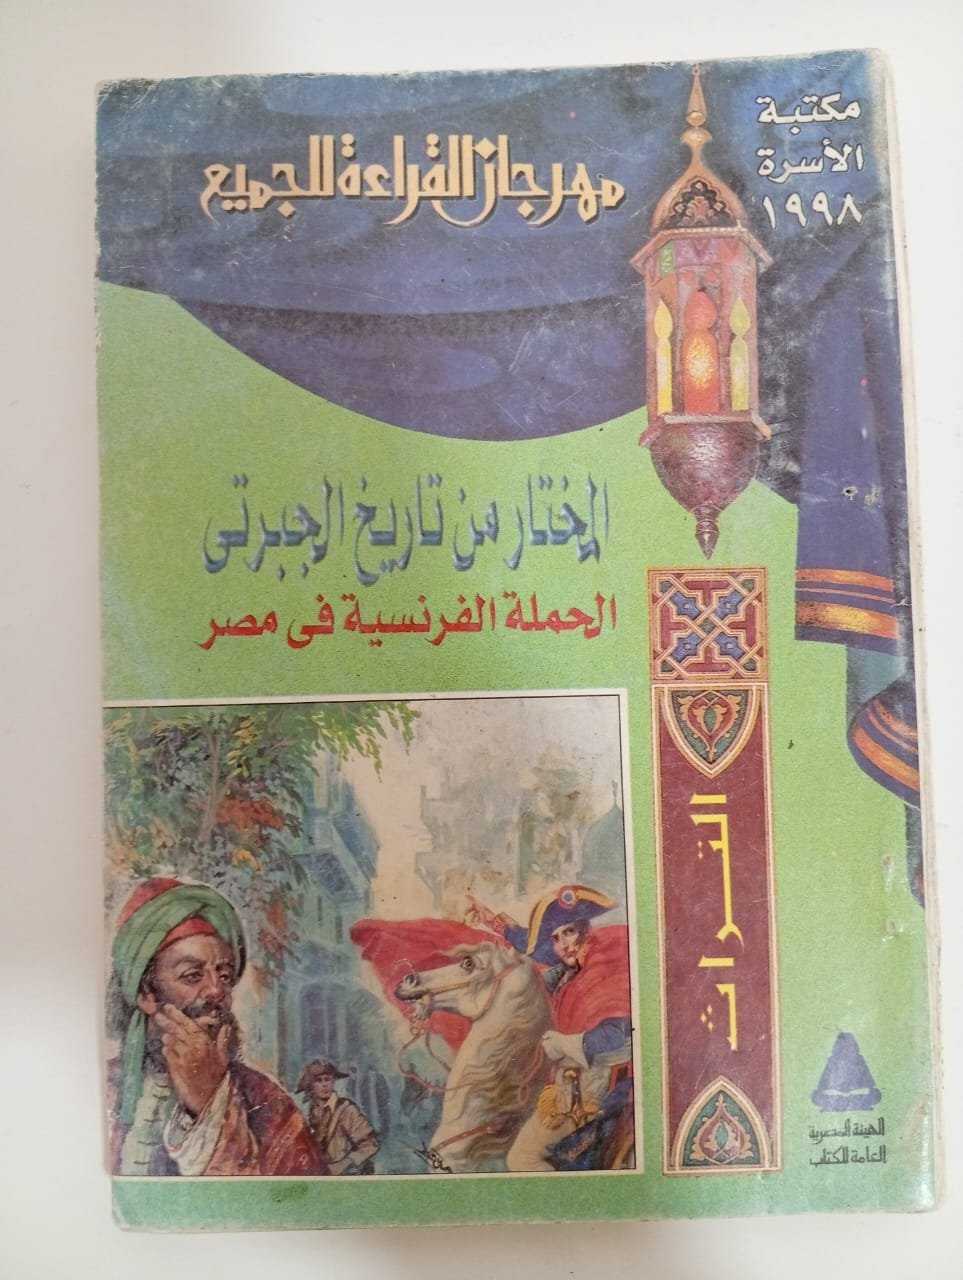 مكتبة
الأسرة
١٩٩٨
مهرجان القراءة للجميع
المختار من تاريخ الجبرتى
الحملة الفرنسية فى مصر
التراث
الهيئة المصرية
العامة للكتاب